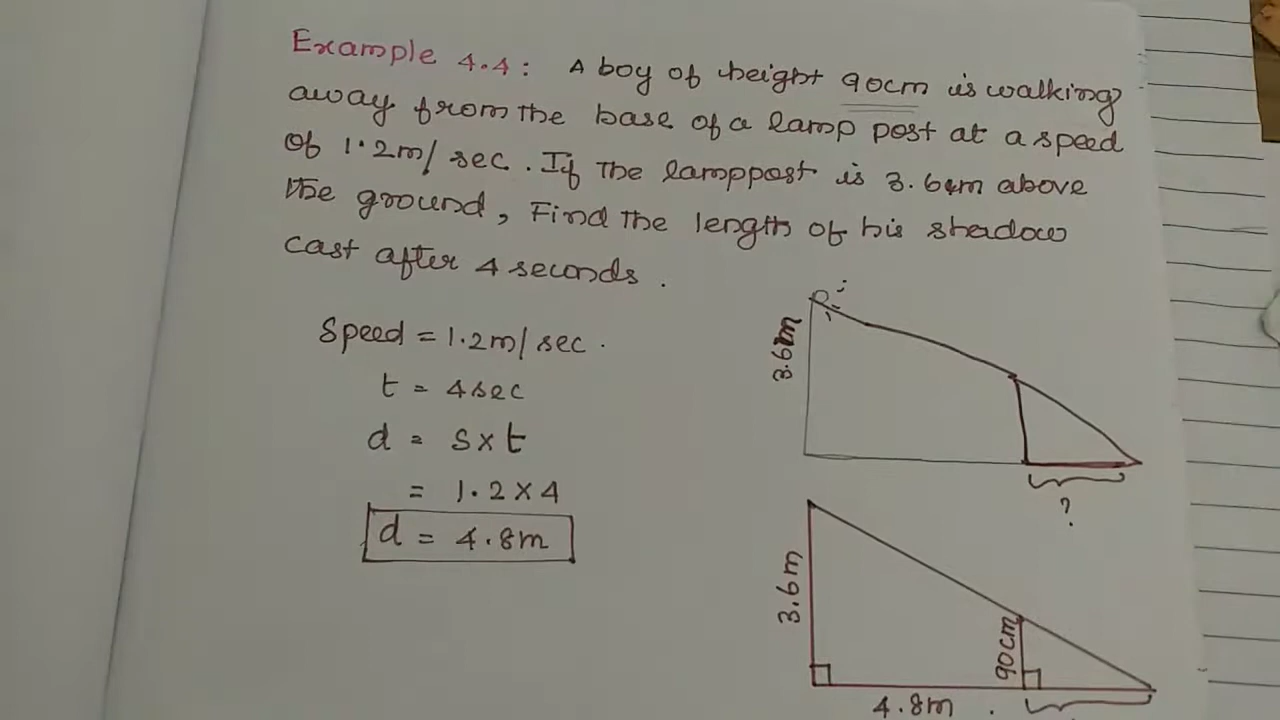 Example 4.4: A boy of height 90cm is walking
away from the base of a lamp post at a speed
of 1.2m/sec. If the lamppost is 3.6m above
the ground, Find the length of his shadow
cast after 4 seconds.
Speed = 1.2m/sec.
t = 4sec
d = s×t
= 1.2×4
d = 4.8m
3.6m
?
3.6m
90cm
4.8m